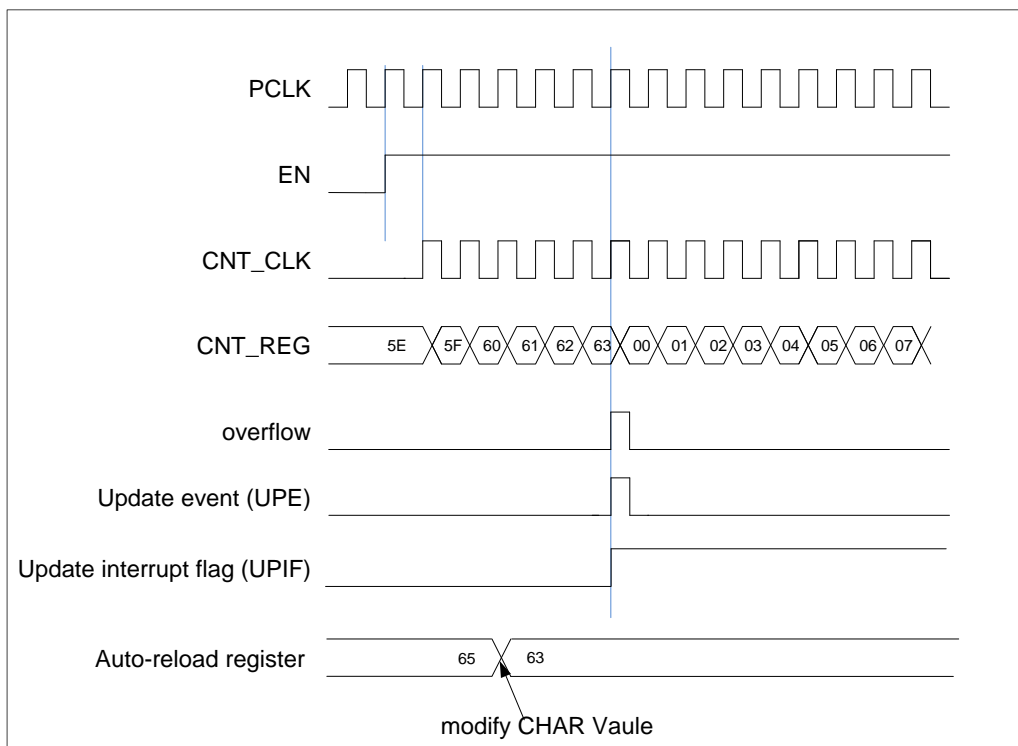 PCLK
EN
CNT_CLK
CNT_REG 5E 5F 60 61 62 63 00 01 02 03 04 05 06 07
overflow
Update event (UPE)
Update interrupt flag (UPIF)
Auto-reload register 65 63
modify CHAR Vaule